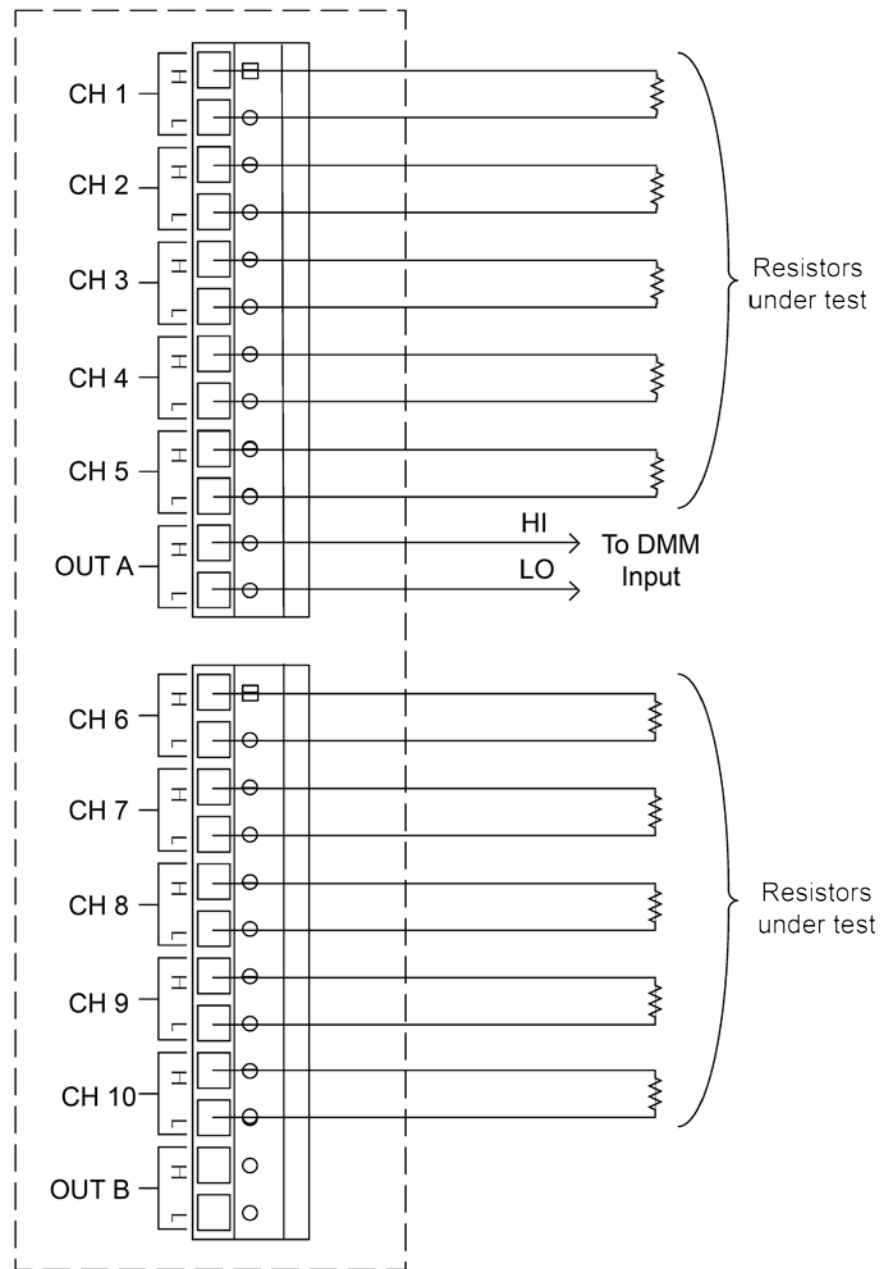 CH 1
H
L
CH 2
H
L
CH 3
H
L
CH 4
H
L
CH 5
H
L
Resistors
under test
OUT A
H
L
HI
LO
To DMM
Input
CH 6
H
L
CH 7
H
L
CH 8
H
L
CH 9
H
L
CH 10
H
L
Resistors
under test
OUT B
H
L